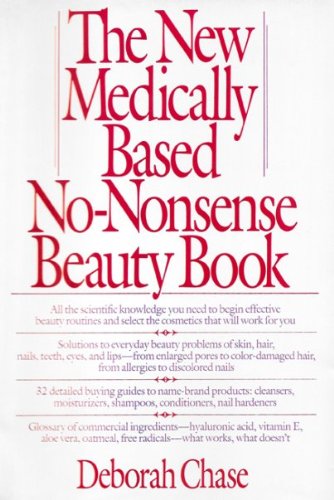 The New
Medically
Based
No-Nonsense
Beauty Book
All the scientific knowledge you need to begin effective
beauty routines and select the cosmetics that will work for you
Solutions to everyday beauty problems of skin, hair,
nails, teeth, eyes, and lips—from enlarged pores to color-damaged hair,
from allergies to discolored nails
32 detailed buying guides to name-brand products: cleansers,
moisturizers, shampoos, conditioners, nail hardeners
Glossary of commercial ingredients—hyaluronic acid, vitamin E,
aloe vera, oatmeal, free radicals—what works, what doesn't
Deborah Chase